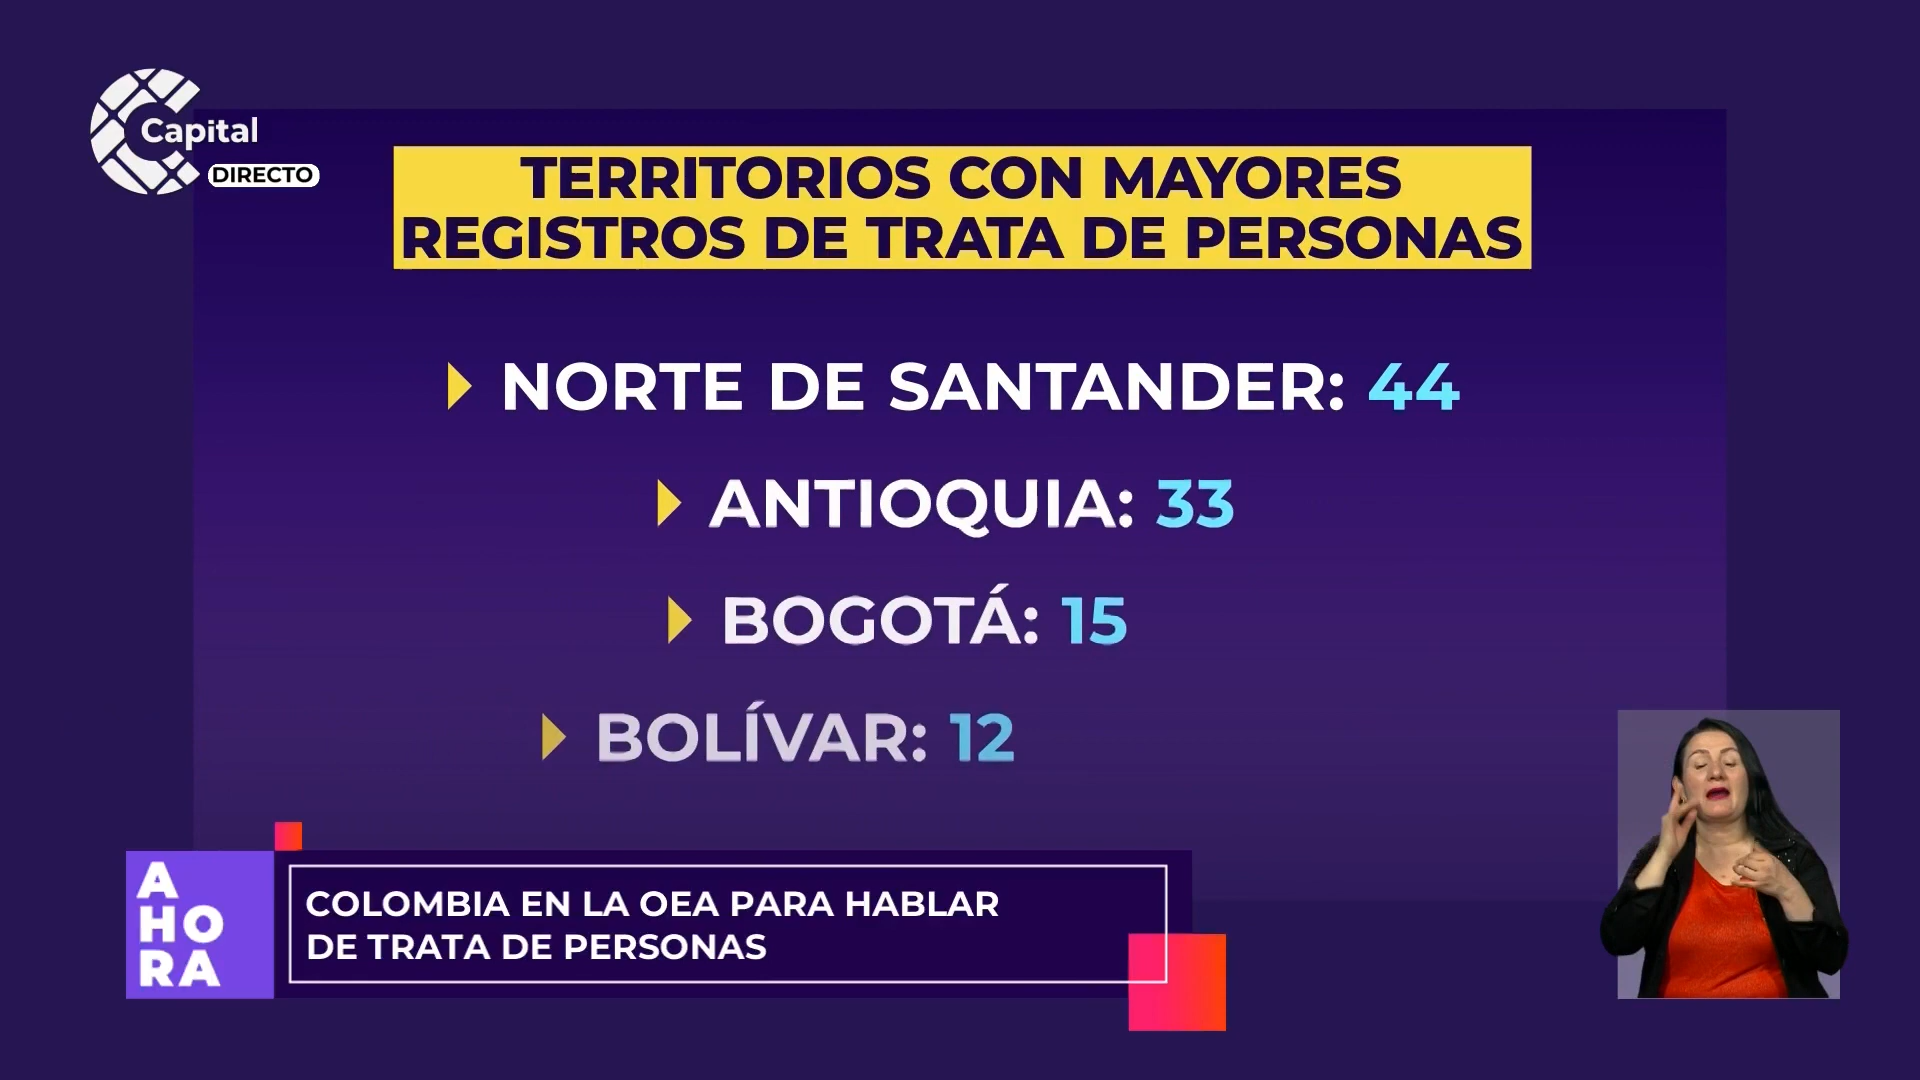 Capital
DIRECTO
TERRITORIOS CON MAYORES
REGISTROS DE TRATA DE PERSONAS
NORTE DE SANTANDER: 44
ANTIOQUIA: 33
BOGOTÁ: 15
BOLÍVAR: 12
A
HO
RA
COLOMBIA EN LA OEA PARA HABLAR
DE TRATA DE PERSONAS